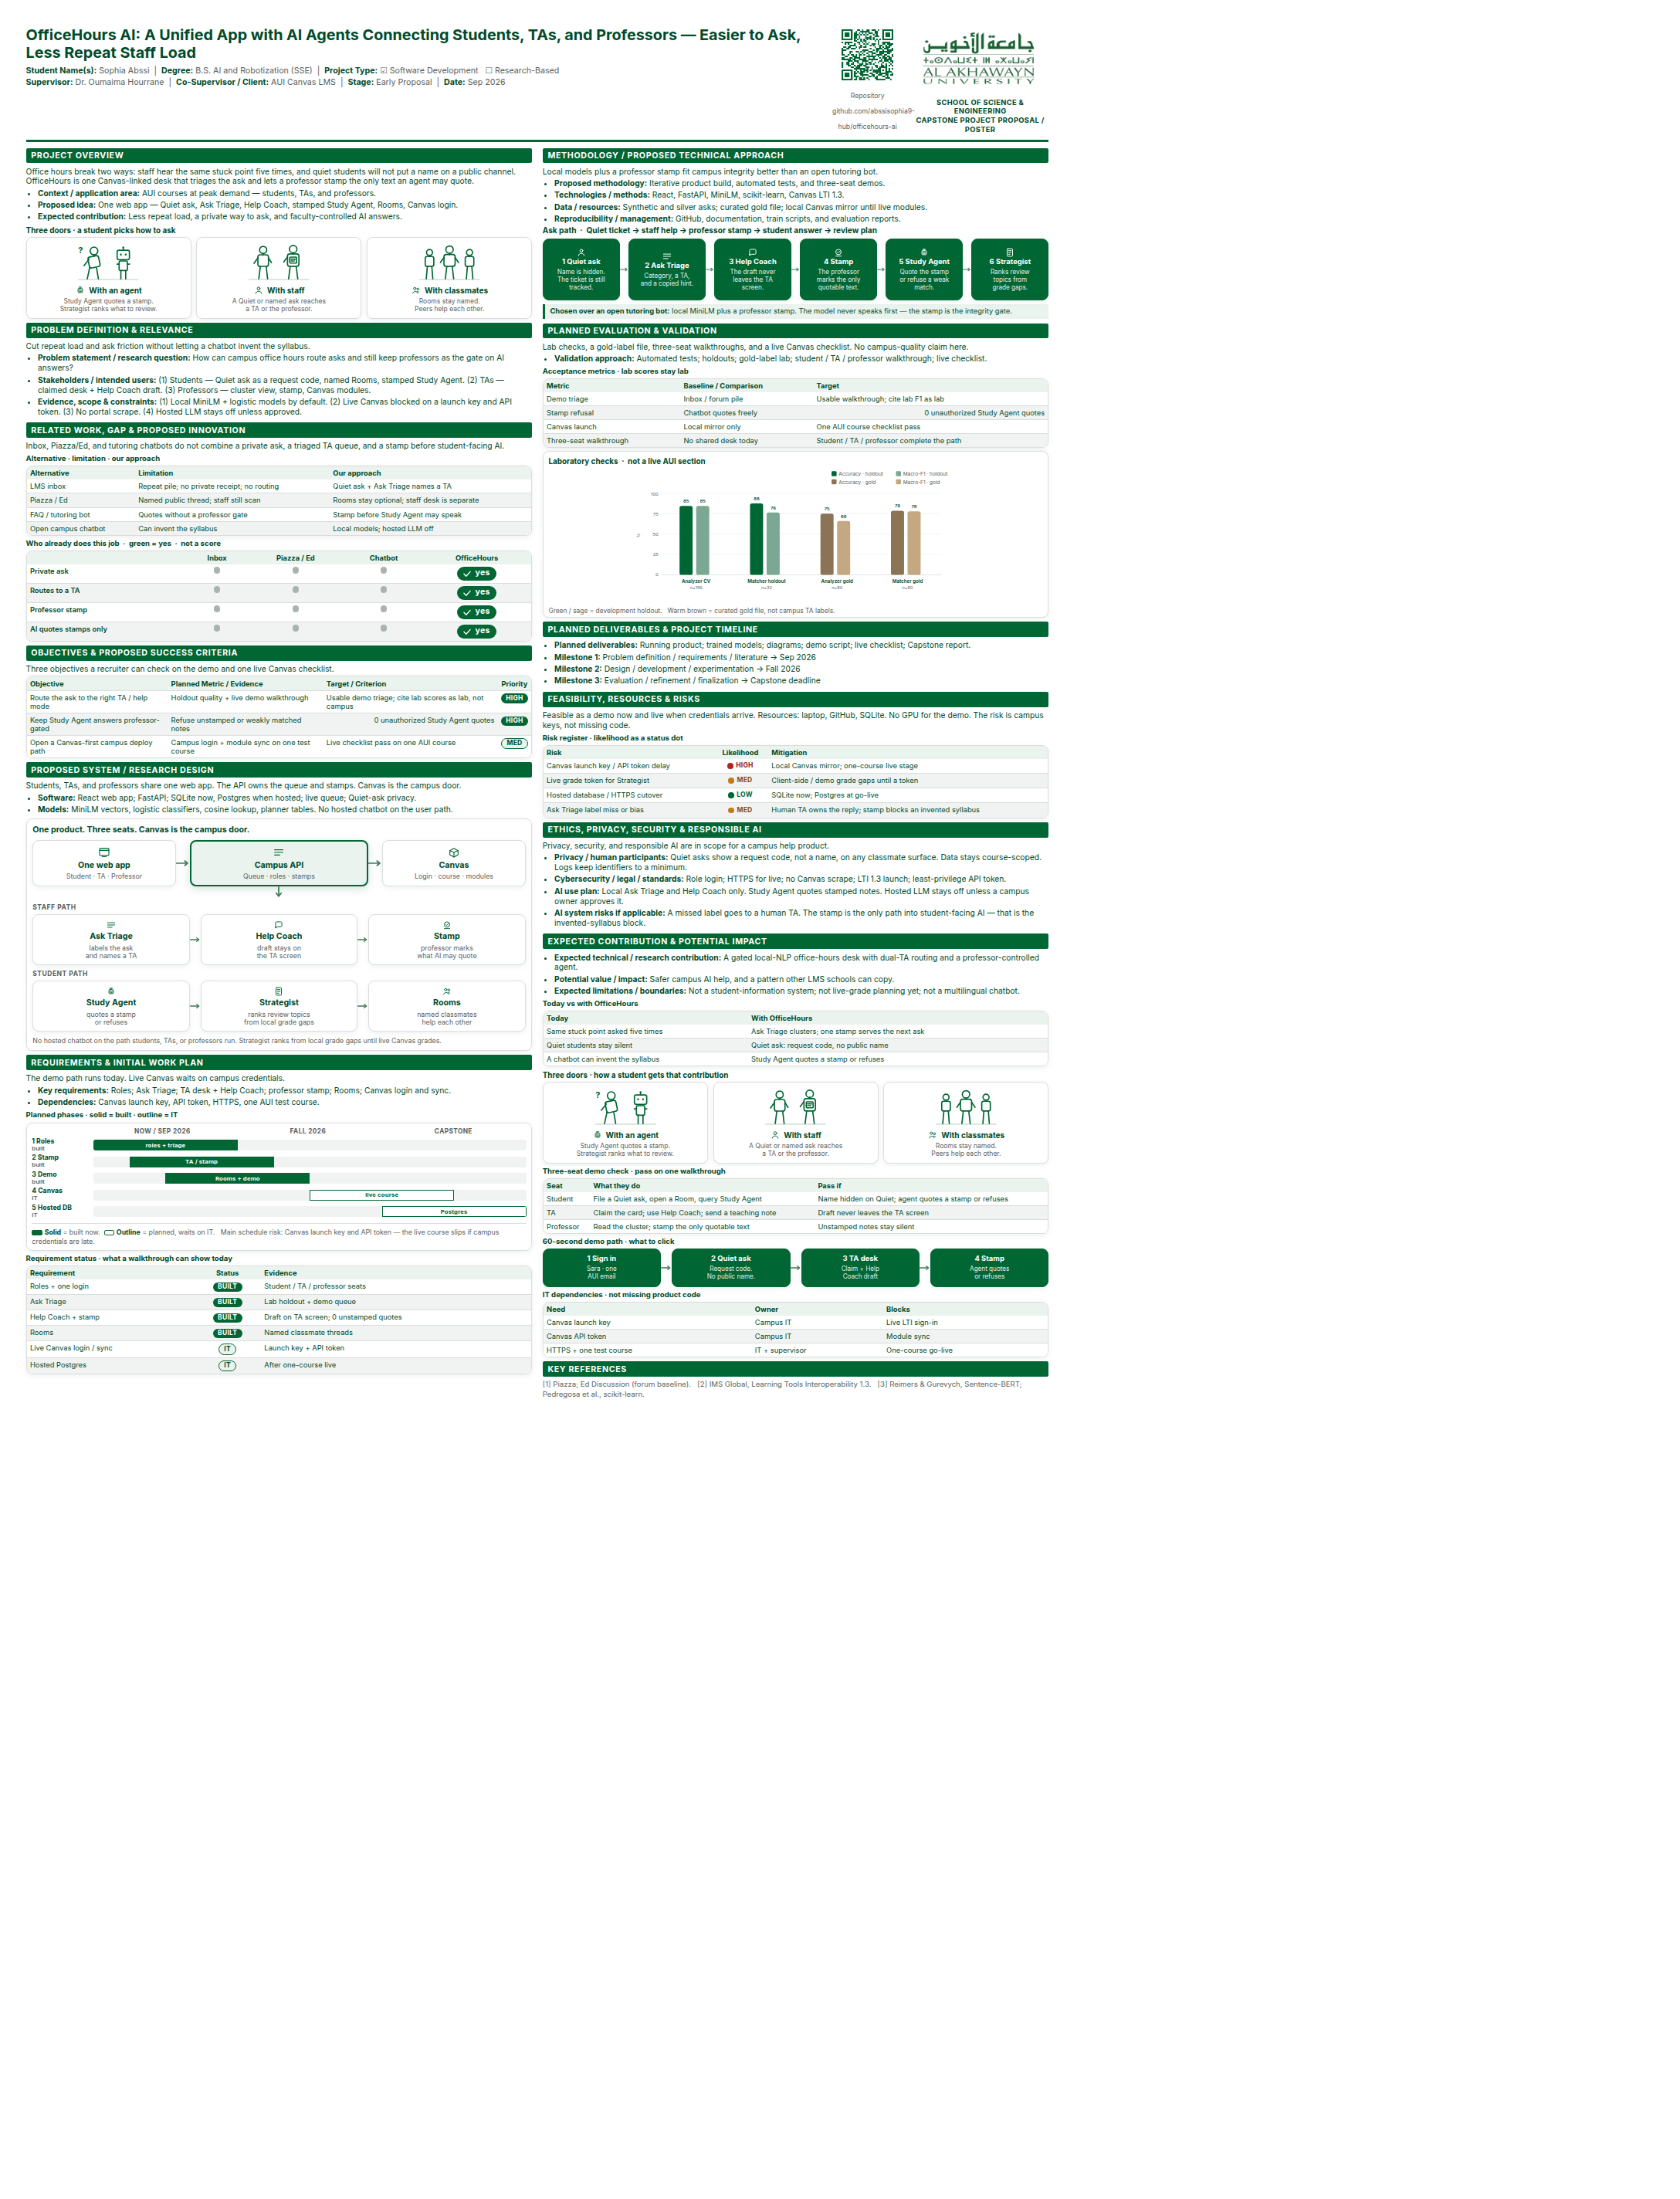 OfficeHours AI: A Unified App with AI Agents Connecting Students, TAs, and Professors — Easier to Ask,
Less Repeat Staff Load
Student Name(s): Sophia Abssi | Degree: B.S. AI and Robotization (SSE) | Project Type: ☑ Software Development ☐ Research-Based
Supervisor: Dr. Oumaima Hourrane | Co-Supervisor / Client: AUI Canvas LMS | Stage: Early Proposal | Date: Sep 2026
Repository
github.com/abssisophia9-
hub/officehours-ai
جامعة الأخوين
AL AKHAWAYN
UNIVERSITY
SCHOOL OF SCIENCE &
ENGINEERING
CAPSTONE PROJECT PROPOSAL /
POSTER
PROJECT OVERVIEW
Office hours break two ways: staff hear the same stuck point five times, and quiet students will not put a name on a public channel.
OfficeHours is one Canvas-linked desk that triages the ask and lets a professor stamp the only text an agent may quote.
• Context / application area: AUI courses at peak demand — students, TAs, and professors.
• Proposed idea: One web app — Quiet ask, Ask Triage, Help Coach, stamped Study Agent, Rooms, Canvas login.
• Expected contribution: Less repeat load, a private way to ask, and faculty-controlled AI answers.
Three doors · a student picks how to ask
?
With an agent
Study Agent quotes a stamp.
Strategist ranks what to review.
With staff
A Quiet or named ask reaches
a TA or the professor.
With classmates
Rooms stay named.
Peers help each other.
PROBLEM DEFINITION & RELEVANCE
Cut repeat load and ask friction without letting a chatbot invent the syllabus.
• Problem statement / research question: How can campus office hours route asks and still keep professors as the gate on AI
answers?
• Stakeholders / intended users: (1) Students — Quiet ask as a request code, named Rooms, stamped Study Agent. (2) TAs —
claimed desk + Help Coach draft. (3) Professors — cluster view, stamp, Canvas modules.
• Evidence, scope & constraints: (1) Local MiniLM + logistic models by default. (2) Live Canvas blocked on a launch key and API
token. (3) No portal scrape. (4) Hosted LLM stays off unless approved.
RELATED WORK, GAP & PROPOSED INNOVATION
Inbox, Piazza/Ed, and tutoring chatbots do not combine a private ask, a triaged TA queue, and a stamp before student-facing AI.
Alternative · limitation · our approach
Alternative Limitation Our approach
LMS inbox Repeat pile; no private receipt; no routing Quiet ask + Ask Triage names a TA
Piazza / Ed Named public thread; staff still scan Rooms stay optional; staff desk is separate
FAQ / tutoring bot Quotes without a professor gate Stamp before Study Agent may speak
Open campus chatbot Can invent the syllabus Local models; hosted LLM off
Who already does this job · green = yes · not a score
Inbox Piazza / Ed Chatbot OfficeHours
Private ask ✓ yes
Routes to a TA ✓ yes
Professor stamp ✓ yes
AI quotes stamps only ✓ yes
OBJECTIVES & PROPOSED SUCCESS CRITERIA
Three objectives a recruiter can check on the demo and one live Canvas checklist.
Objective Planned Metric / Evidence Target / Criterion Priority
Route the ask to the right TA / help mode Holdout quality + live demo walkthrough Usable demo triage; cite lab scores as lab, not campus HIGH
Keep Study Agent answers professor-gated Refuse unstamped or weakly matched notes 0 unauthorized Study Agent quotes HIGH
Open a Canvas-first campus deploy path Campus login + module sync on one test course Live checklist pass on one AUI course MED
PROPOSED SYSTEM / RESEARCH DESIGN
Students, TAs, and professors share one web app. The API owns the queue and stamps. Canvas is the campus door.
• Software: React web app; FastAPI; SQLite now, Postgres when hosted; live queue; Quiet-ask privacy.
• Models: MiniLM vectors, logistic classifiers, cosine lookup, planner tables. No hosted chatbot on the user path.
One product. Three seats. Canvas is the campus door.
One web app
Student · TA · Professor
Campus API
Queue · roles · stamps
Canvas
Login · course · modules
STAFF PATH
Ask Triage
labels the ask
and names a TA
Help Coach
draft stays on
the TA screen
Stamp
professor marks
what AI may quote
STUDENT PATH
Study Agent
quotes a stamp
or refuses
Strategist
ranks review topics
from local grade gaps
Rooms
named classmates
help each other
No hosted chatbot on the path students, TAs, or professors run. Strategist ranks from local grade gaps until live Canvas grades.
REQUIREMENTS & INITIAL WORK PLAN
The demo path runs today. Live Canvas waits on campus credentials.
• Key requirements: Roles; Ask Triage; TA desk + Help Coach; professor stamp; Rooms; Canvas login and sync.
• Dependencies: Canvas launch key, API token, HTTPS, one AUI test course.
Planned phases · solid = built · outline = IT
NOW / SEP 2026 FALL 2026 CAPSTONE
1 Roles
built
roles + triage
2 Stamp
built
TA / stamp
3 Demo
built
Rooms + demo
4 Canvas
IT
live course
5 Hosted DB
IT
Postgres
Solid = built now. Outline = planned, waits on IT. Main schedule risk: Canvas launch key and API token — the live course slips if campus
credentials are late.
Requirement status · what a walkthrough can show today
Requirement Status Evidence
Roles + one login BUILT Student / TA / professor seats
Ask Triage BUILT Lab holdout + demo queue
Help Coach + stamp BUILT Draft on TA screen; 0 unstamped quotes
Rooms BUILT Named classmate threads
Live Canvas login / sync IT Launch key + API token
Hosted Postgres IT After one-course live
METHODOLOGY / PROPOSED TECHNICAL APPROACH
Local models plus a professor stamp fit campus integrity better than an open tutoring bot.
• Proposed methodology: Iterative product build, automated tests, and three-seat demos.
• Technologies / methods: React, FastAPI, MiniLM, scikit-learn, Canvas LTI 1.3.
• Data / resources: Synthetic and silver asks; curated gold file; local Canvas mirror until live modules.
• Reproducibility / management: GitHub, documentation, train scripts, and evaluation reports.
Ask path · Quiet ticket → staff help → professor stamp → student answer → review plan
1 Quiet ask
Name is hidden.
The ticket is still
tracked.
2 Ask Triage
Category, a TA,
and a copied hint.
3 Help Coach
The draft never
leaves the TA
screen.
4 Stamp
The professor
marks the only
quotable text.
5 Study Agent
Quote the stamp
or refuse a weak
match.
6 Strategist
Ranks review
topics from
grade gaps.
Chosen over an open tutoring bot: local MiniLM plus a professor stamp. The model never speaks first — the stamp is the integrity gate.
PLANNED EVALUATION & VALIDATION
Lab checks, a gold-label file, three-seat walkthroughs, and a live Canvas checklist. No campus-quality claim here.
• Validation approach: Automated tests; holdouts; gold-label lab; student / TA / professor walkthrough; live checklist.
Acceptance metrics · lab scores stay lab
Metric Baseline / Comparison Target
Demo triage Inbox / forum pile Usable walkthrough; cite lab F1 as lab
Stamp refusal Chatbot quotes freely 0 unauthorized Study Agent quotes
Canvas launch Local mirror only One AUI course checklist pass
Three-seat walkthrough No shared desk today Student / TA / professor complete the path
Laboratory checks · not a live AUI section
Accuracy · holdout Macro-F1 · holdout
Accuracy · gold Macro-F1 · gold
100
75
50
25
0
%
85 85 88 76 75 66 79 78
Analyzer CV Matcher holdout Analyzer gold Matcher gold
n=32 n=80 n=80
Green / sage = development holdout. Warm brown = curated gold file, not campus TA labels.
PLANNED DELIVERABLES & PROJECT TIMELINE
• Planned deliverables: Running product; trained models; diagrams; demo script; live checklist; Capstone report.
• Milestone 1: Problem definition / requirements / literature → Sep 2026
• Milestone 2: Design / development / experimentation → Fall 2026
• Milestone 3: Evaluation / refinement / finalization → Capstone deadline
FEASIBILITY, RESOURCES & RISKS
Feasible as a demo now and live when credentials arrive. Resources: laptop, GitHub, SQLite. No GPU for the demo. The risk is campus
keys, not missing code.
Risk register · likelihood as a status dot
Risk Likelihood Mitigation
Canvas launch key / API token delay HIGH Local Canvas mirror; one-course live stage
Live grade token for Strategist MED Client-side / demo grade gaps until a token
Hosted database / HTTPS cutover LOW SQLite now; Postgres at go-live
Ask Triage label miss or bias MED Human TA owns the reply; stamp blocks an invented syllabus
ETHICS, PRIVACY, SECURITY & RESPONSIBLE AI
Privacy, security, and responsible AI are in scope for a campus help product.
• Privacy / human participants: Quiet asks show a request code, not a name, on any classmate surface. Data stays course-scoped.
Logs keep identifiers to a minimum.
• Cybersecurity / legal / standards: Role login; HTTPS for live; no Canvas scrape; LTI 1.3 launch; least-privilege API token.
• AI use plan: Local Ask Triage and Help Coach only. Study Agent quotes stamped notes. Hosted LLM stays off unless a campus
owner approves it.
• AI system risks if applicable: A missed label goes to a human TA. The stamp is the only path into student-facing AI — that is the
invented-syllabus block.
EXPECTED CONTRIBUTION & POTENTIAL IMPACT
• Expected technical / research contribution: A gated local-NLP office-hours desk with dual-TA routing and a professor-controlled
agent.
• Potential value / impact: Safer campus AI help, and a pattern other LMS schools can copy.
• Expected limitations / boundaries: Not a student-information system; not live-grade planning yet; not a multilingual chatbot.
Today vs with OfficeHours
Today With OfficeHours
Same stuck point asked five times Ask Triage clusters; one stamp serves the next ask
Quiet students stay silent Quiet ask: request code, no public name
A chatbot can invent the syllabus Study Agent quotes a stamp or refuses
Three doors · how a student gets that contribution
?
With an agent
Study Agent quotes a stamp.
Strategist ranks what to review.
With staff
A Quiet or named ask reaches
a TA or the professor.
With classmates
Rooms stay named.
Peers help each other.
Three-seat demo check · pass on one walkthrough
Seat What they do Pass if
Student File a Quiet ask, open a Room, query Study Agent Name hidden on Quiet; agent quotes a stamp or refuses
TA Claim the card; use Help Coach; send a teaching note Draft never leaves the TA screen
Professor Read the cluster; stamp the only quotable text Unstamped notes stay silent
60-second demo path · what to click
1 Sign in
Sara · one
AUI email
2 Quiet ask
Request code.
No public name.
3 TA desk
Claim + Help
Coach draft
4 Stamp
Agent quotes
or refuses
IT dependencies · not missing product code
Need Owner Blocks
Canvas launch key Campus IT Live LTI sign-in
Canvas API token Campus IT Module sync
HTTPS + one test course IT + supervisor One-course go-live
KEY REFERENCES
[1] Piazza; Ed Discussion (forum baseline). [2] IMS Global, Learning Tools Interoperability 1.3. [3] Reimers & Gurevych, Sentence-BERT;
Pedregosa et al., scikit-learn.